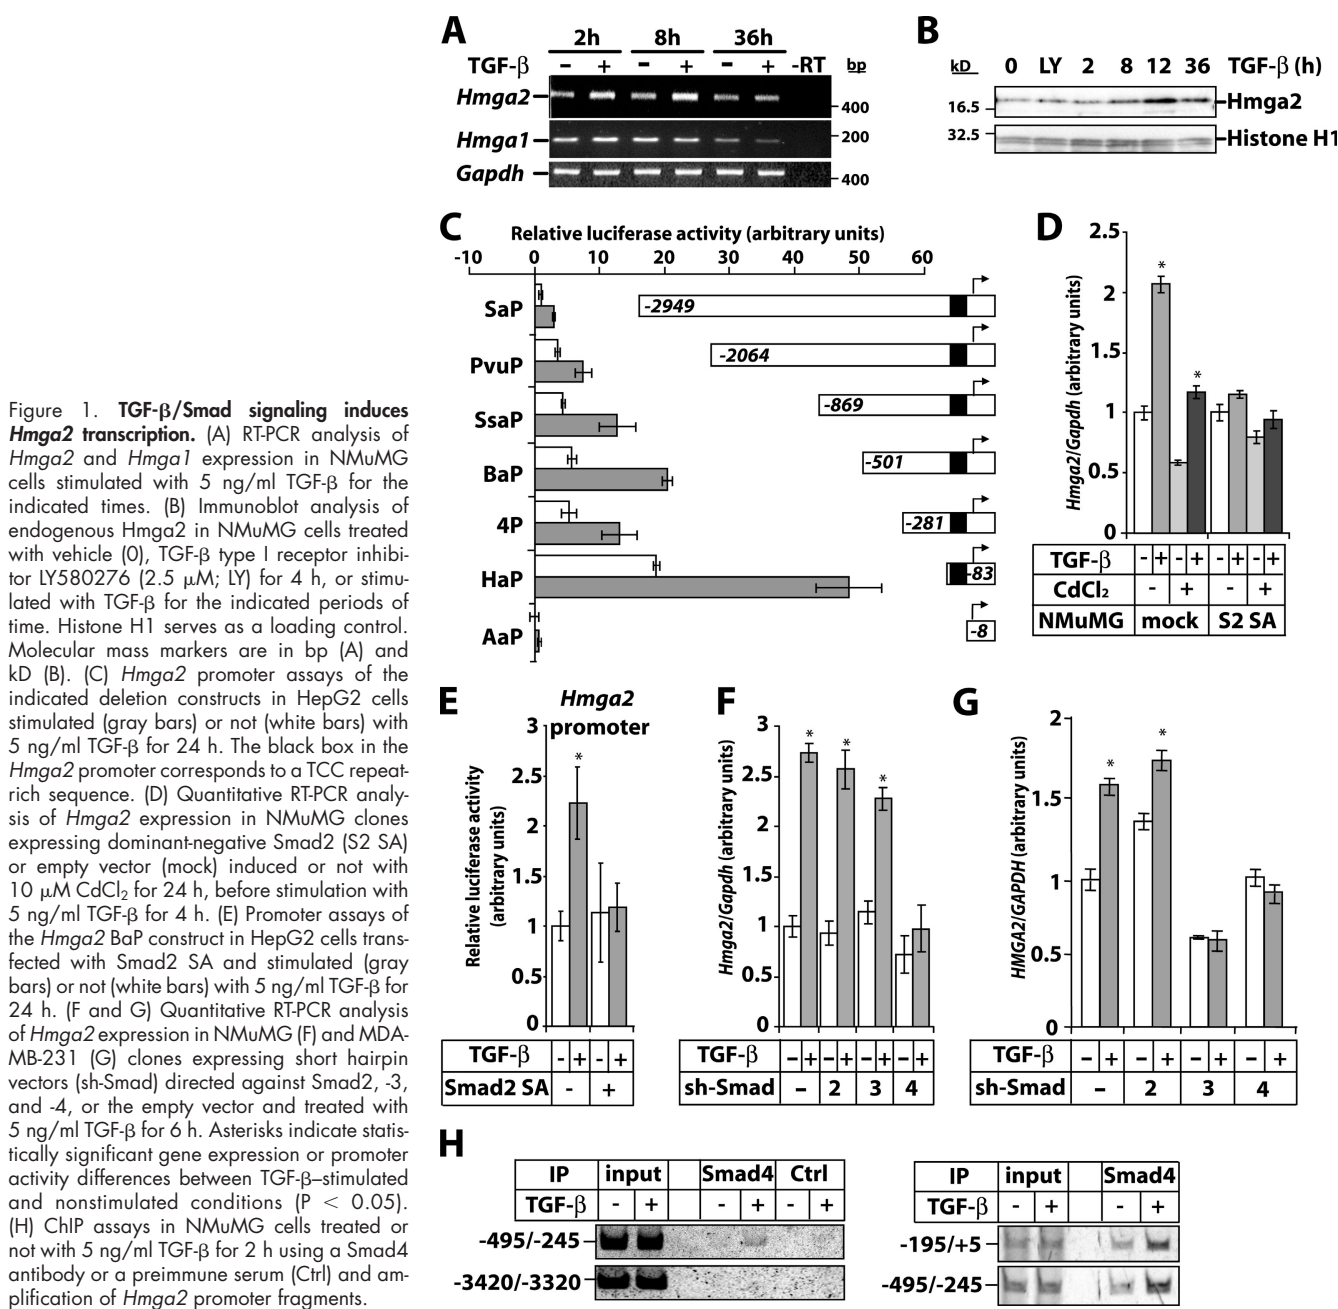 Figure 1. TGF-β/Smad signaling induces
Hmga2 transcription. (A) RT-PCR analysis of
Hmga2 and Hmga1 expression in NMuMG
cells stimulated with 5 ng/ml TGF-β for the
indicated times. (B) Immunoblot analysis of
endogenous Hmga2 in NMuMG cells treated
with vehicle (0), TGF-β type I receptor inhibi-
tor LY580276 (2.5 μM; LY) for 4 h, or stimu-
lated with TGF-β for the indicated periods of
time. Histone H1 serves as a loading control.
Molecular mass markers are in bp (A) and
kD (B). (C) Hmga2 promoter assays of the
indicated deletion constructs in HepG2 cells
stimulated (gray bars) or not (white bars) with
5 ng/ml TGF-β for 24 h. The black box in the
Hmga2 promoter corresponds to a TCC repeat-
rich sequence. (D) Quantitative RT-PCR analy-
sis of Hmga2 expression in NMuMG clones
expressing dominant-negative Smad2 (S2 SA)
or empty vector (mock) induced or not with
10 μM CdCl₂ for 24 h, before stimulation with
5 ng/ml TGF-β for 4 h. (E) Promoter assays of
the Hmga2 BaP construct in HepG2 cells trans-
fected with Smad2 SA and stimulated (gray
bars) or not (white bars) with 5 ng/ml TGF-β for
24 h. (F and G) Quantitative RT-PCR analysis
of Hmga2 expression in NMuMG (F) and MDA-
MB-231 (G) clones expressing short hairpin
vectors (sh-Smad) directed against Smad2, -3,
and -4, or the empty vector and treated with
5 ng/ml TGF-β for 6 h. Asterisks indicate statis-
tically significant gene expression or promoter
activity differences between TGF-β–stimulated
and nonstimulated conditions (P < 0.05).
(H) ChIP assays in NMuMG cells treated or
not with 5 ng/ml TGF-β for 2 h using a Smad4
antibody or a preimmune serum (Ctrl) and am-
plification of Hmga2 promoter fragments.
A
2h 8h 36h
TGF-β - + - + - + -RT bp
Hmga2 400
Hmga1 200
Gapdh 400
B
kD 0 LY 2 8 12 36 TGF-β (h)
16.5 Hmga2
32.5 Histone H1
C
Relative luciferase activity (arbitrary units)
-10 0 10 20 30 40 50 60
SaP -2949
PvuP -2064
SsaP -869
BaP -501
4P -281
HaP -83
AaP -8
D
Hmga2/Gapdh (arbitrary units)
2.5
2
1.5
1
0.5
0
* *
TGF-β - + - + - + - +
CdCl₂ - + - +
NMuMG mock S2 SA
E
Hmga2
promoter
Relative luciferase activity
(arbitrary units)
3
2.5
2
1.5
1
0.5
0
*
TGF-β - + - +
Smad2 SA - +
F
Hmga2/Gapdh (arbitrary units)
3
2.5
2
1.5
1
0.5
0
* * *
TGF-β - + - + - + - +
sh-Smad - 2 3 4
G
HMGA2/GAPDH (arbitrary units)
2
1.5
1
0.5
0
* *
TGF-β - + - + - + - +
sh-Smad - 2 3 4
H
IP input Smad4 Ctrl
TGF-β - + - + - +
-495/-245
-3420/-3320
IP input Smad4
TGF-β - + - +
-195/+5
-495/-245